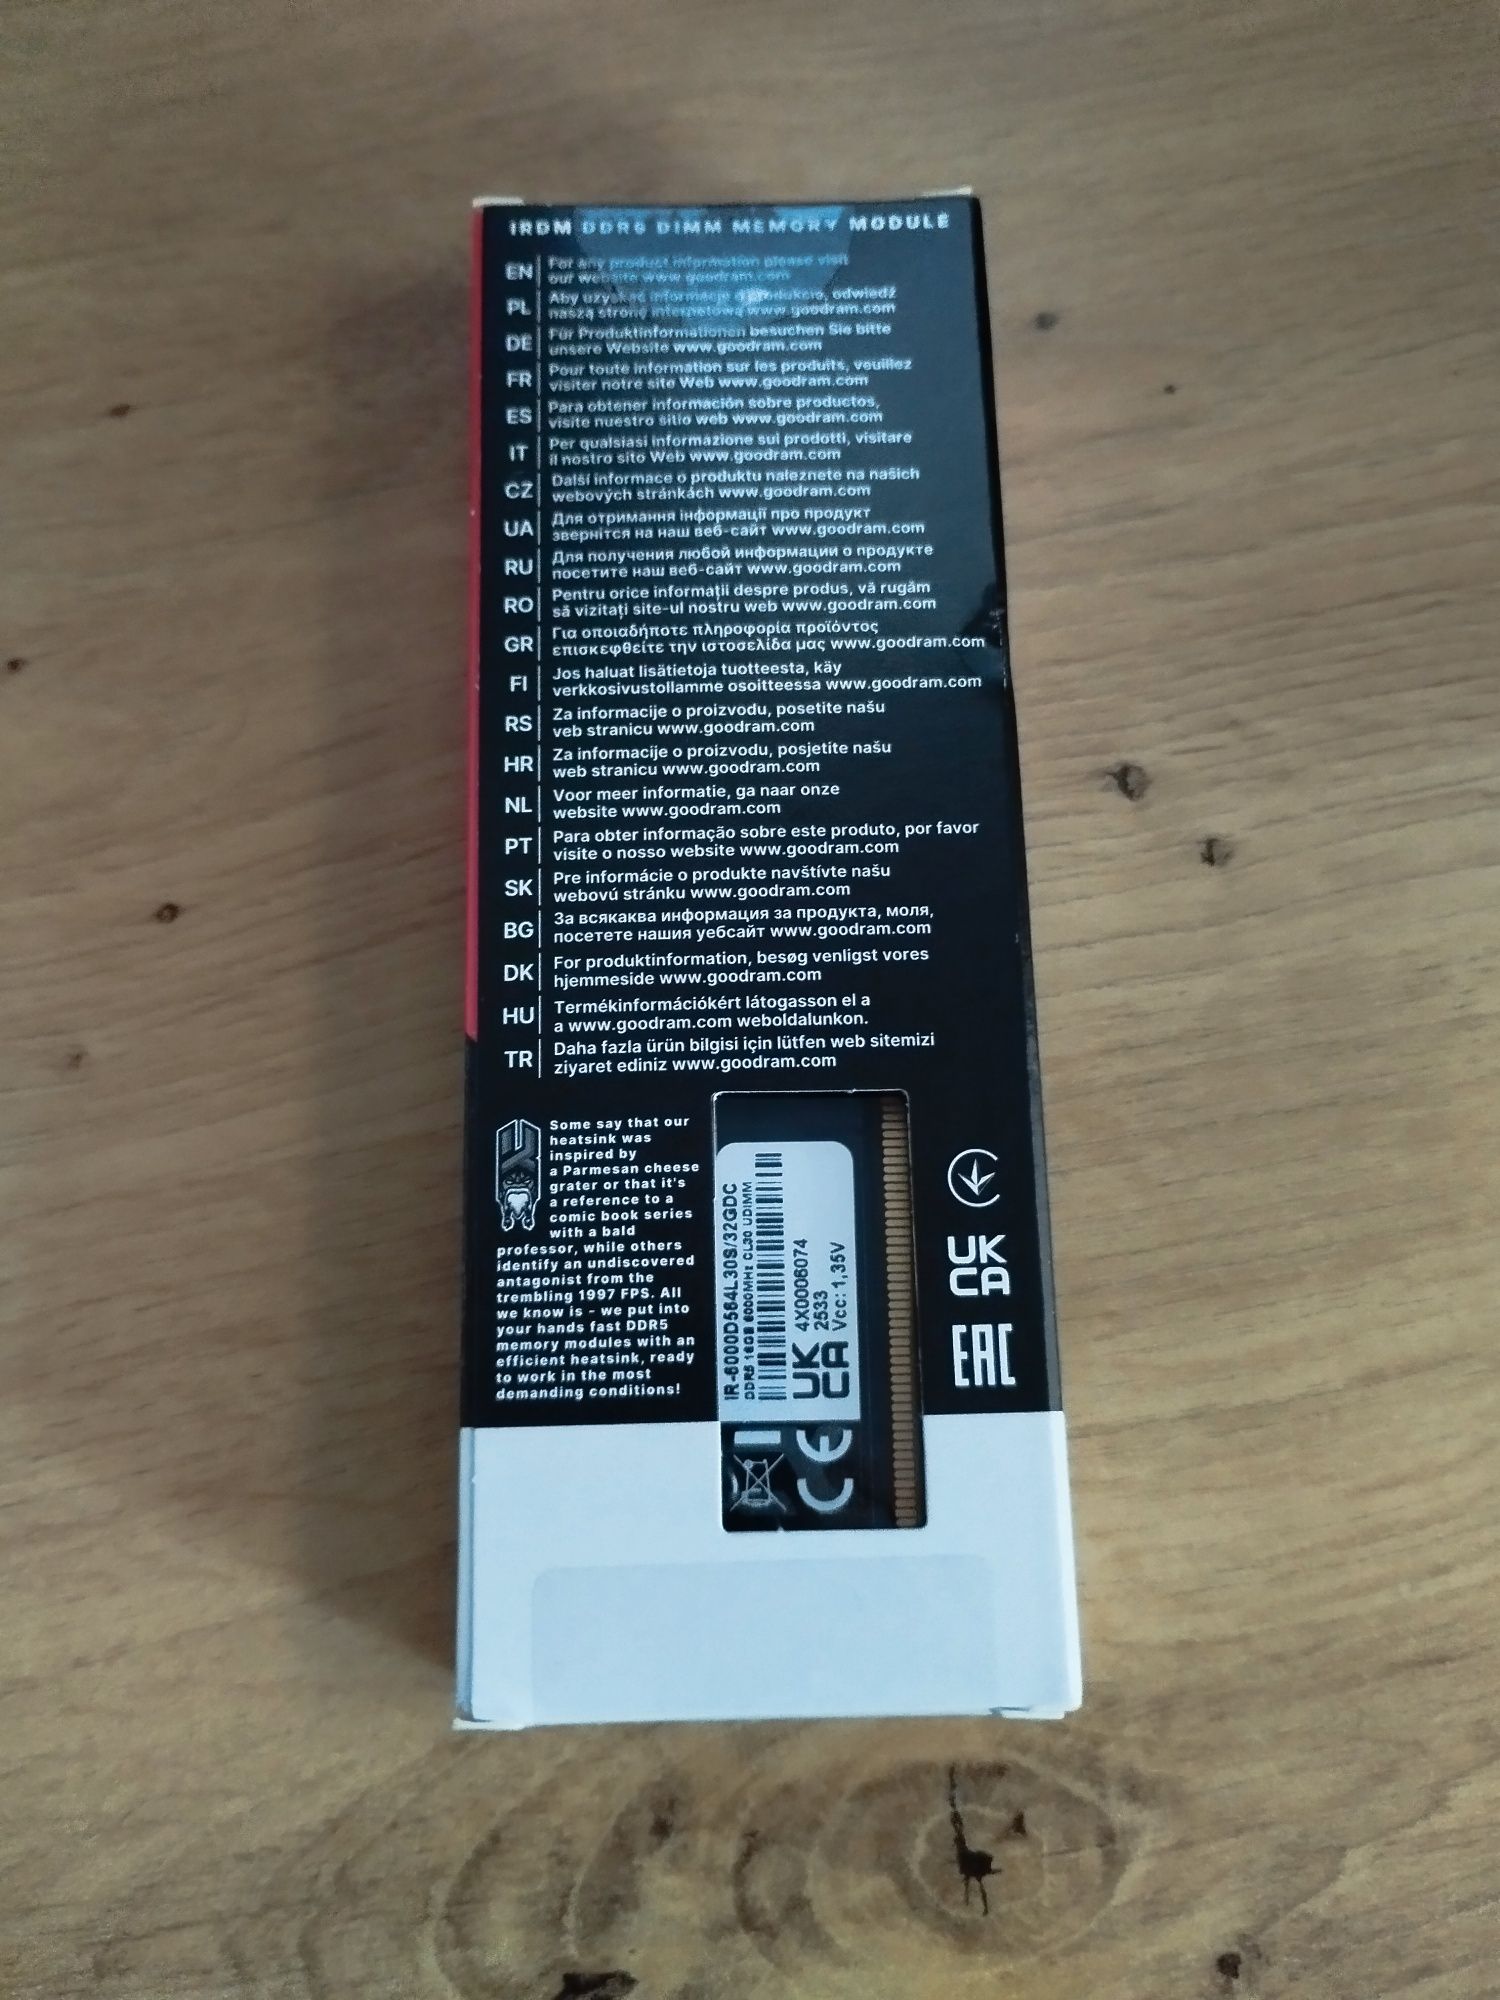 IRDM DDR5 DIMM MEMORY MODULE
EN
For any product information please visit
our website www.goodram.com
PL
Aby uzyskać informacje o produkcie, odwiedź
naszą stronę internetową www.goodram.com
DE
Für Produktinformationen besuchen Sie bitte
unsere Website www.goodram.com
FR
Pour toute information sur les produits, veuillez
visiter notre site Web www.goodram.com
ES
Para obtener información sobre productos,
visite nuestro sitio web www.goodram.com
IT
Per qualsiasi informazione sui prodotti, visitare
il nostro sito Web www.goodram.com
CZ
Další informace o produktu naleznete na našich
webových stránkách www.goodram.com
UA
Для отримання інформації про продукт
звернітся на наш веб-сайт www.goodram.com
RU
Для получения любой информации о продукте
посетите наш веб-сайт www.goodram.com
RO
Pentru orice informații despre produs, vă rugăm
să vizitați site-ul nostru web www.goodram.com
GR
Για οποιαδήποτε πληροφορία προϊόντος
επισκεφθείτε την ιστοσελίδα μας www.goodram.com
FI
Jos haluat lisätietoja tuotteesta, käy
verkkosivustollamme osoitteessa www.goodram.com
RS
Za informacije o proizvodu, posetite našu
veb stranicu www.goodram.com
HR
Za informacije o proizvodu, posjetite našu
web stranicu www.goodram.com
NL
Voor meer informatie, ga naar onze
website www.goodram.com
PT
Para obter informação sobre este produto, por favor
visite o nosso website www.goodram.com
SK
Pre informácie o produkte navštívte našu
webovú stránku www.goodram.com
BG
За всякаква информация за продукта, моля,
посетете нашия уебсайт www.goodram.com
DK
For produktinformation, besøg venligst vores
hjemmeside www.goodram.com
HU
Termékinformációkért látogasson el a
a www.goodram.com weboldalunkon.
TR
Daha fazla ürün bilgisi için lütfen web sitemizi
ziyaret ediniz www.goodram.com
Some say that our
heatsink was
inspired by
a Parmesan cheese
grater or that it's
a reference to a
comic book series
with a bald
professor, while others
identify an undiscovered
antagonist from the
trembling 1997 FPS. All
we know is - we put into
your hands fast DDR5
memory modules with an
efficient heatsink, ready
to work in the most
demanding conditions!
IR-6000D564L30S/32GDC
DDR5 16GB 6000MHz CL30 UDIMM
UK
CA
4X0006074
2533
Vcc: 1,35V
CE
UK
CA
EAC